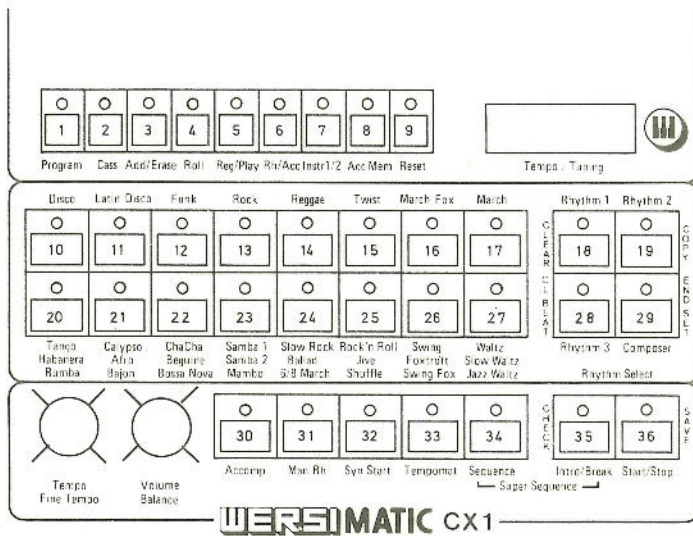 1 2 3 4 5 6 7 8 9
Program Cass Add/Erase Roll Reg/Play Rh/Acc Instr1/2 Acc Mem Reset
Tempo / Tuning
Disco Latin Disco Funk Rock Reggae Twist March Fox March Rhythm 1 Rhythm 2
10 11 12 13 14 15 16 17 CLEAR 18 19 COPY
20 21 22 23 24 25 26 27 CL BEAT 28 29 END SET
Tango Calypso ChaCha Samba 1 Slow Rock Rock'n Roll Swing Waltz Rhythm 3 Composer
Habanera Afro Beguine Samba 2 Ballad Jive Foxtrott Slow Waltz
Rumba Bajon Bossa Nova Mambo 6/8 March Shuffle Swing Fox Jazz Waltz Rhythm Select
30 31 32 33 34 CHECK 35 36 SAVE
Accomp Man Rh Syn Start Tempomat Sequence Intro/Break Start/Stop
Tempo Volume Super Sequence
Fine Tempo Balance
WERSIMATIC CX1